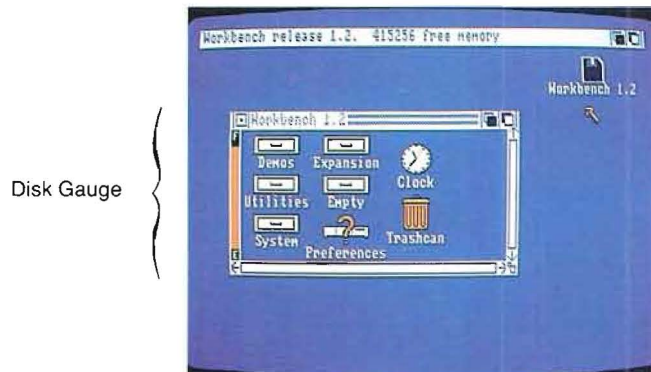 Workbench release 1.2. 415256 free memory
Workbench 1.2
Workbench 1.2
F
Demos Expansion
Clock
Disk Gauge
Utilities Empty
System Trashcan
Preferences
E